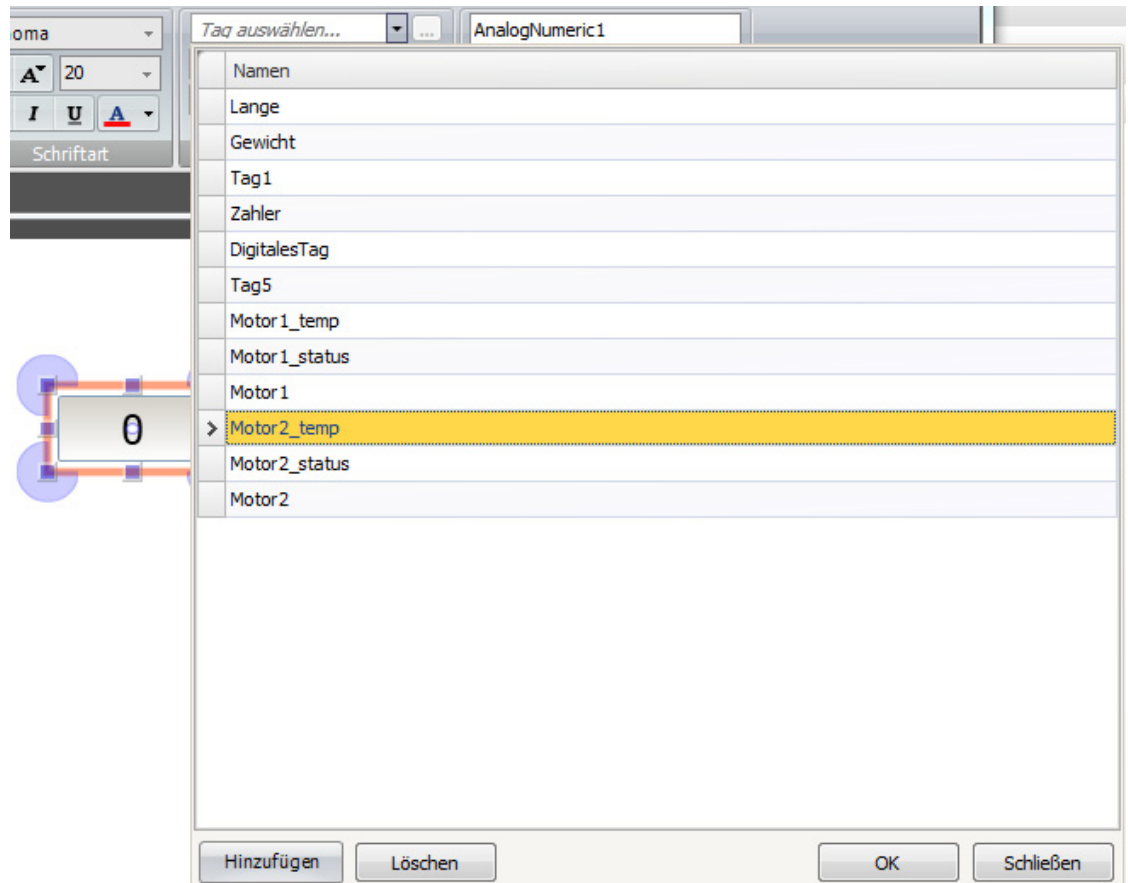 oma Tag auswählen... ... AnalogNumeric1
A 20
I U A
Schriftart
Namen
Lange
Gewicht
Tag1
Zahler
DigitalesTag
Tag5
Motor1_temp
Motor1_status
Motor1
0
Motor2_temp
Motor2_status
Motor2
Hinzufügen Löschen OK Schließen